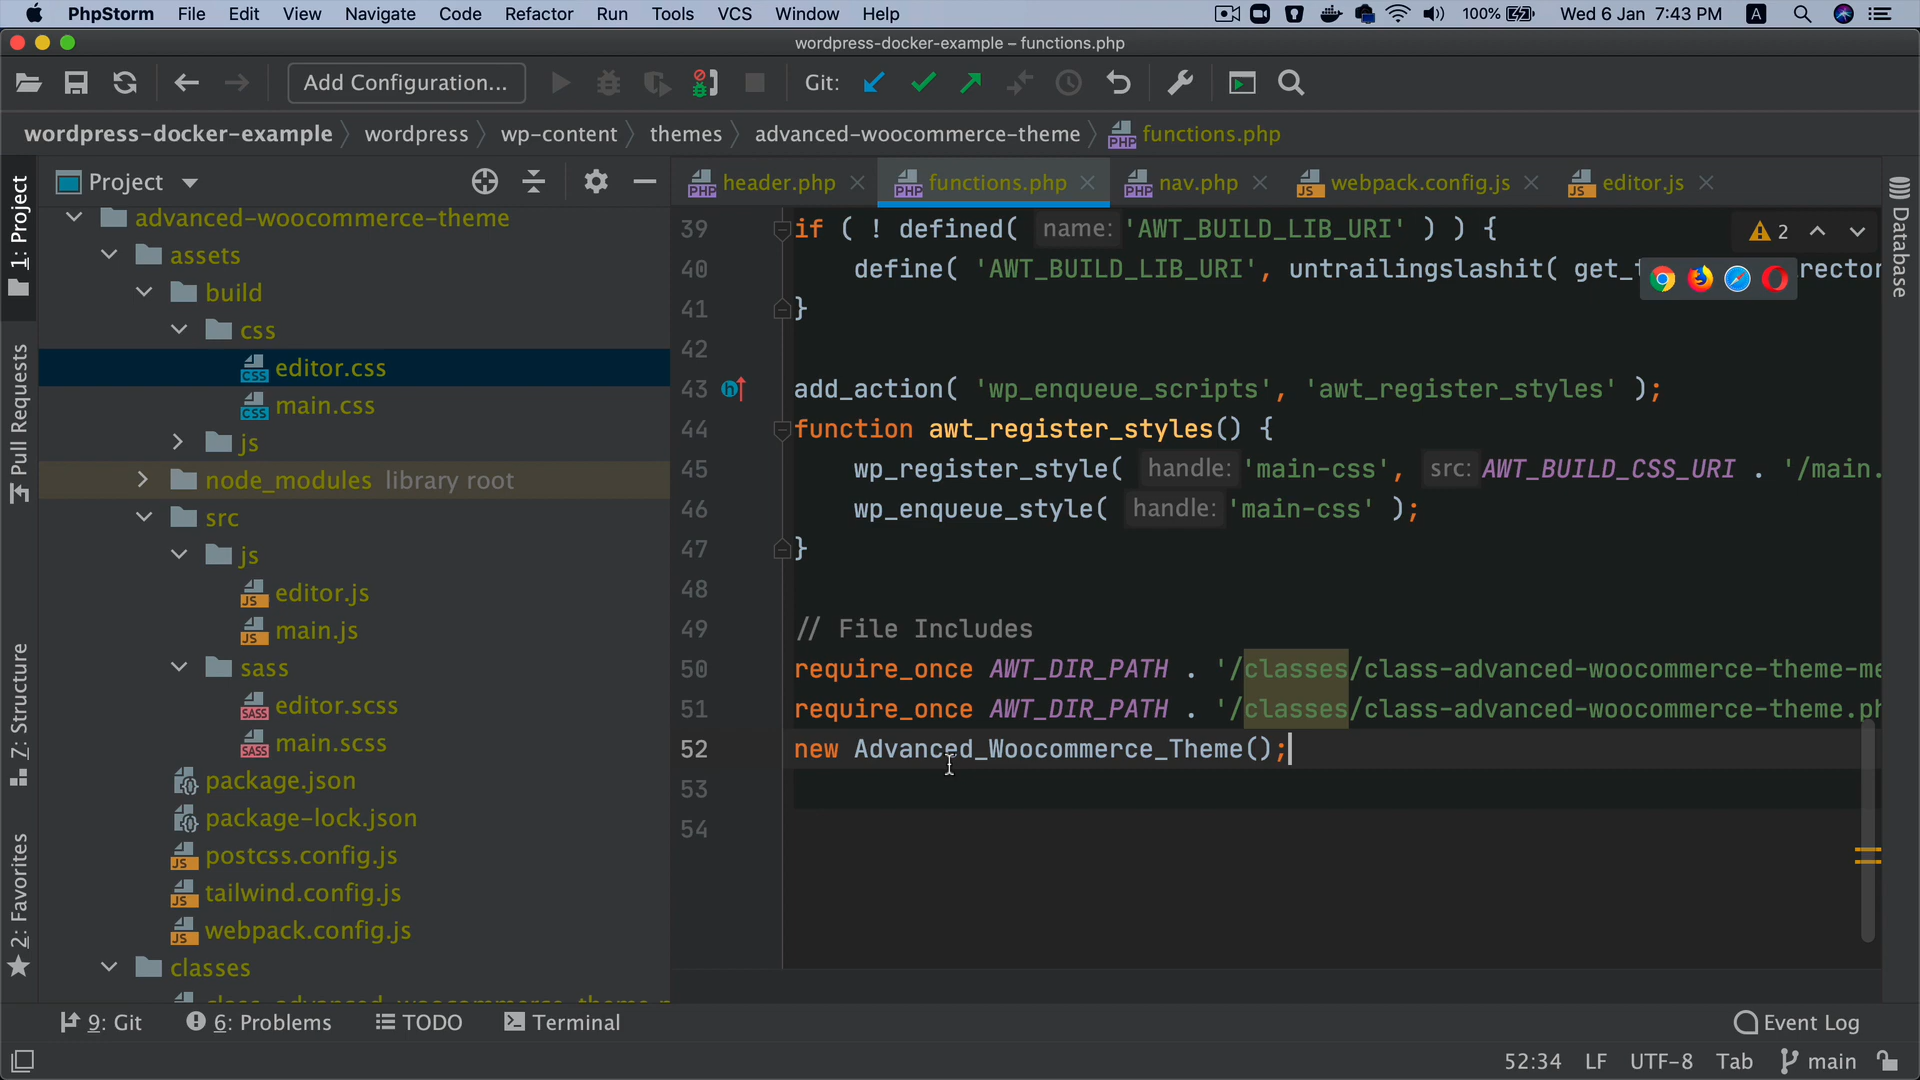 PhpStorm File Edit View Navigate Code Refactor Run Tools VCS Window Help 100% Wed 6 Jan 7:43 PM A
wordpress-docker-example – functions.php
Add Configuration... Git:
wordpress-docker-example wordpress wp-content themes advanced-woocommerce-theme functions.php
Project
header.php functions.php nav.php webpack.config.js editor.js
1: Project
Pull Requests
Z: Structure
2: Favorites
advanced-woocommerce-theme
assets
build
css
editor.css
main.css
js
node_modules library root
src
js
editor.js
main.js
sass
editor.scss
main.scss
package.json
package-lock.json
postcss.config.js
tailwind.config.js
webpack.config.js
classes
39 if ( ! defined( name: 'AWT_BUILD_LIB_URI' ) ) {
40 define( 'AWT_BUILD_LIB_URI', untrailingslashit( get_
41 }
42
43 add_action( 'wp_enqueue_scripts', 'awt_register_styles' );
44 function awt_register_styles() {
45 wp_register_style( handle: 'main-css', src: AWT_BUILD_CSS_URI . '/main.
46 wp_enqueue_style( handle: 'main-css' );
47 }
48
49 // File Includes
50 require_once AWT_DIR_PATH . '/classes/class-advanced-woocommerce-theme-me
51 require_once AWT_DIR_PATH . '/classes/class-advanced-woocommerce-theme.ph
52 new Advanced_Woocommerce_Theme();
53
54
2
Database
9: Git 6: Problems TODO Terminal Event Log
52:34 LF UTF-8 Tab main